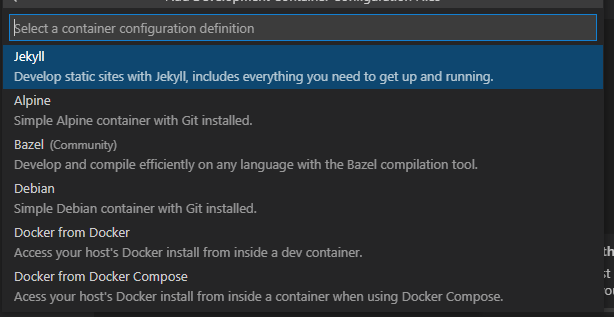 Select a container configuration definition
Jekyll
Develop static sites with Jekyll, includes everything you need to get up and running.
Alpine
Simple Alpine container with Git installed.
Bazel (Community)
Develop and compile efficiently on any language with the Bazel compilation tool.
Debian
Simple Debian container with Git installed.
Docker from Docker
Access your host's Docker install from inside a dev container.
Docker from Docker Compose
Acess your host's Docker install from inside a container when using Docker Compose.